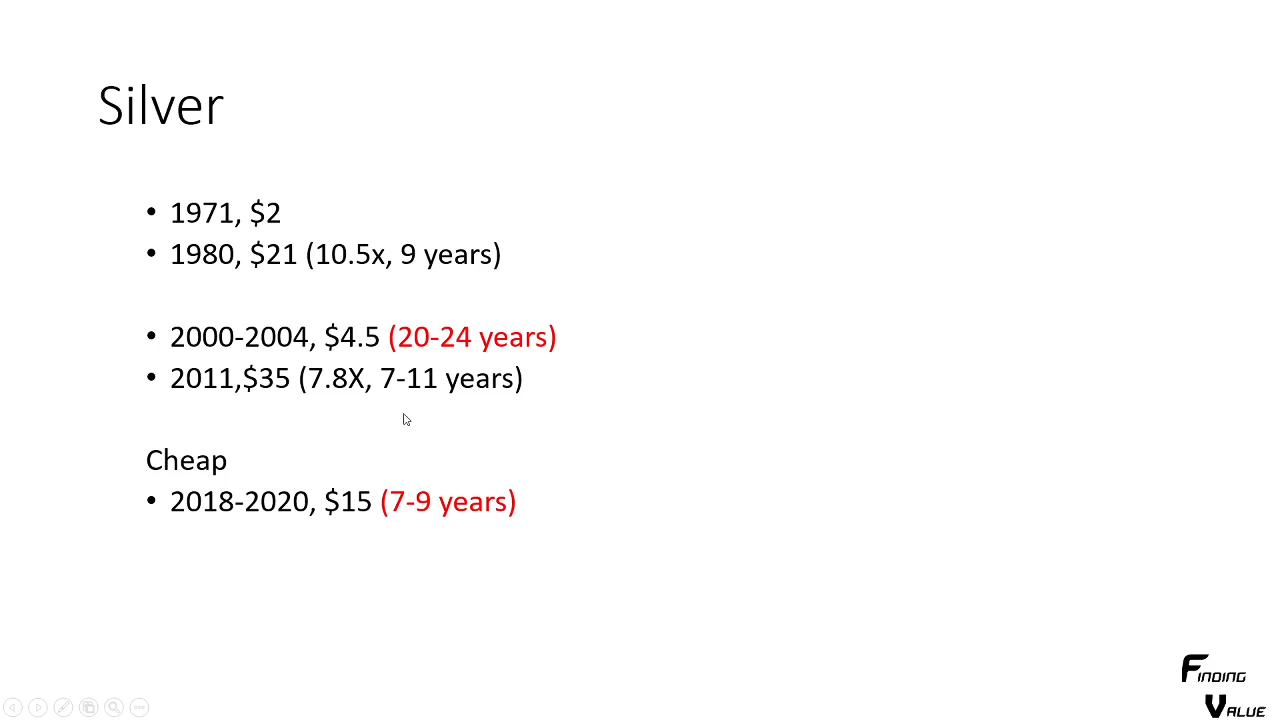 Silver
• 1971, $2
• 1980, $21 (10.5x, 9 years)
• 2000-2004, $4.5 (20-24 years)
• 2011,$35 (7.8X, 7-11 years)
Cheap
• 2018-2020, $15 (7-9 years)
Finding
Value